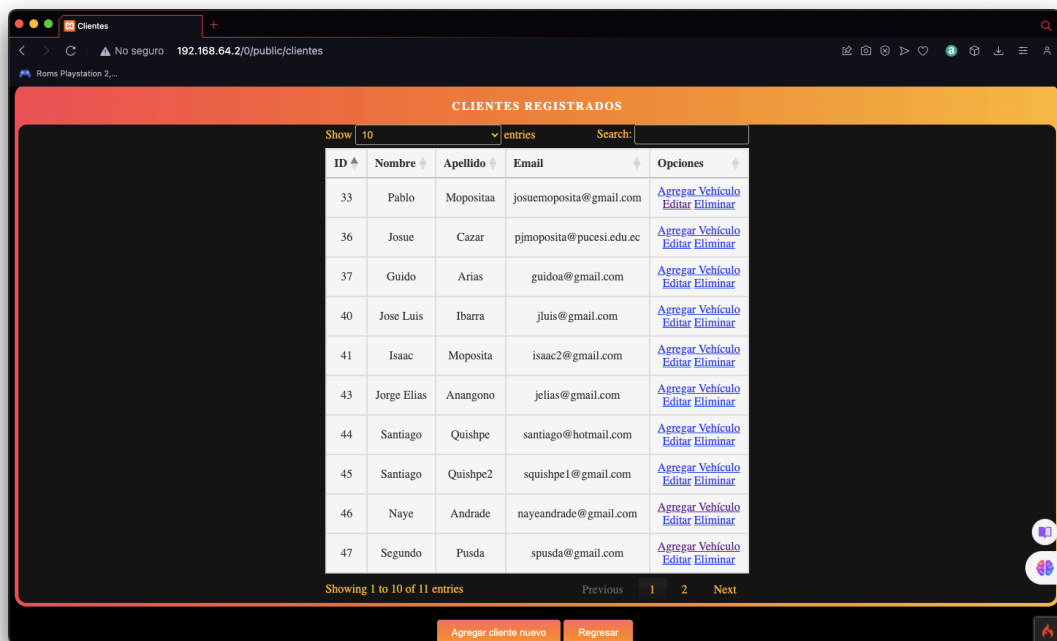 Clientes
No seguro 192.168.64.2/0/public/clientes
Roms Playstation 2,...
CLIENTES REGISTRADOS
Show 10 entries Search:
ID Nombre Apellido Email Opciones
33 Pablo Mopositaa josuemoposita@gmail.com Agregar Vehículo
Editar Eliminar
36 Josue Cazar pjmoposita@pucesi.edu.ec Agregar Vehículo
Editar Eliminar
37 Guido Arias guidoa@gmail.com Agregar Vehículo
Editar Eliminar
40 Jose Luis Ibarra jluis@gmail.com Agregar Vehículo
Editar Eliminar
41 Isaac Moposita isaac2@gmail.com Agregar Vehículo
Editar Eliminar
43 Jorge Elias Anangono jelias@gmail.com Agregar Vehículo
Editar Eliminar
44 Santiago Quishpe santiago@hotmail.com Agregar Vehículo
Editar Eliminar
45 Santiago Quishpe2 squishpe1@gmail.com Agregar Vehículo
Editar Eliminar
46 Naye Andrade nayeandrade@gmail.com Agregar Vehículo
Editar Eliminar
47 Segundo Pusda spusda@gmail.com Agregar Vehículo
Editar Eliminar
Showing 1 to 10 of 11 entries Previous 1 2 Next
Agregar cliente nuevo Regresar